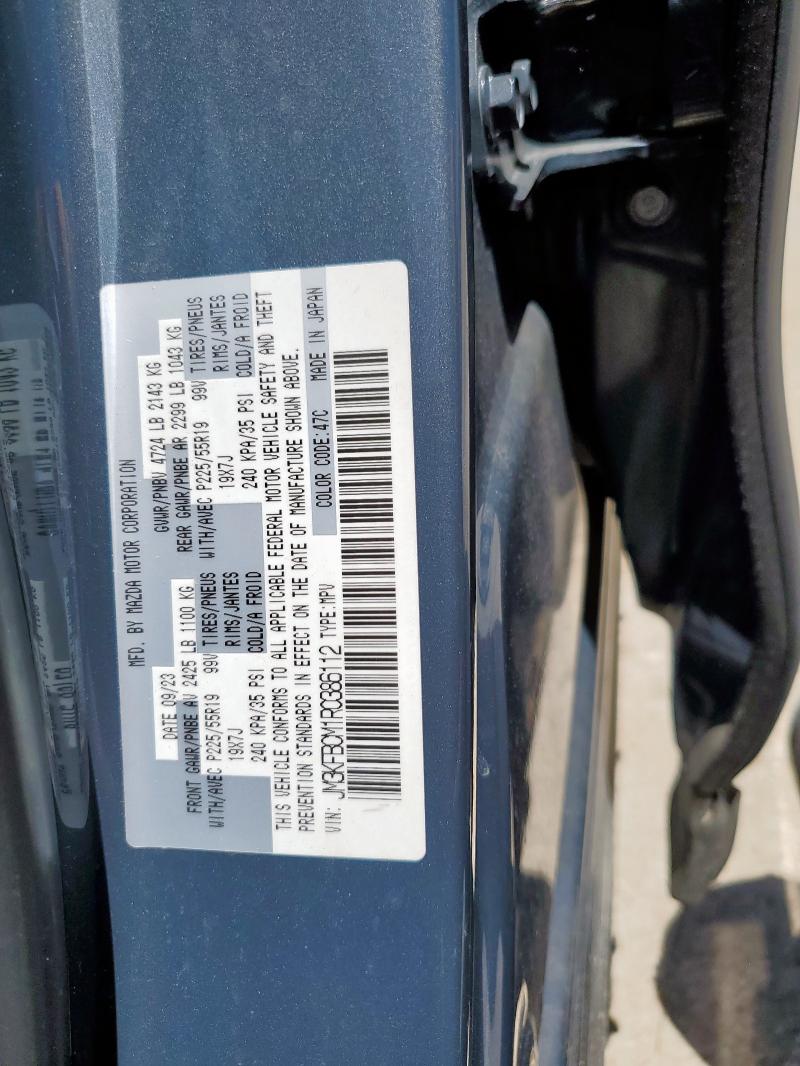 MFD. BY MAZDA MOTOR CORPORATION
DATE 09/23 GVWR/PNBV 4724 LB 2143 KG
FRONT GAWR/PNBE AV 2425 LB 1100 KG REAR GAWR/PNBE AR 2299 LB 1043 KG
WITH/AVEC P225/55R19 99V TIRES/PNEUS WITH/AVEC P225/55R19 99V TIRES/PNEUS
19X7J RIMS/JANTES 19X7J RIMS/JANTES
240 KPA/35 PSI COLD/A FROID 240 KPA/35 PSI COLD/A FROID
THIS VEHICLE CONFORMS TO ALL APPLICABLE FEDERAL MOTOR VEHICLE SAFETY AND THEFT
PREVENTION STANDARDS IN EFFECT ON THE DATE OF MANUFACTURE SHOWN ABOVE.
VIN: JM3KFBCM1R0386112 TYPE:MPV COLOR CODE:47C MADE IN JAPAN